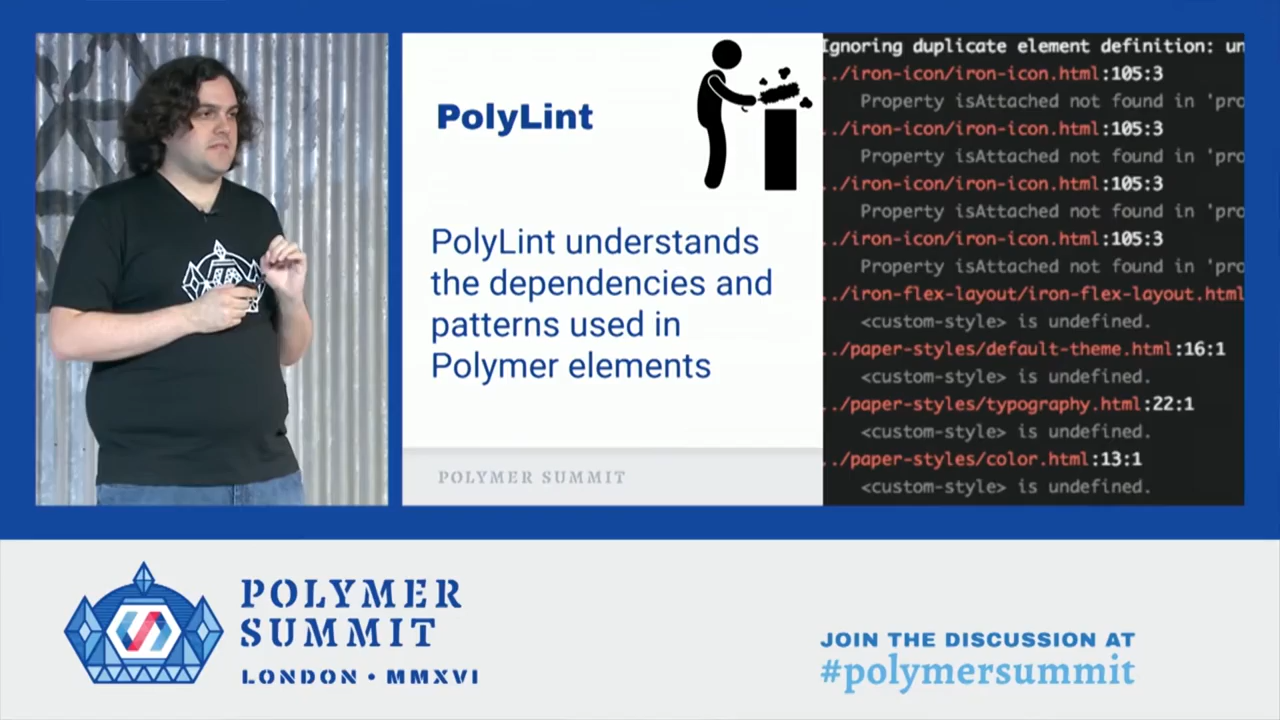 PolyLint
PolyLint understands
the dependencies and
patterns used in
Polymer elements
POLYMER SUMMIT
Ignoring duplicate element definition: un
../iron-icon/iron-icon.html:105:3
Property isAttached not found in 'pro
../iron-icon/iron-icon.html:105:3
Property isAttached not found in 'pro
../iron-icon/iron-icon.html:105:3
Property isAttached not found in 'pro
../iron-icon/iron-icon.html:105:3
Property isAttached not found in 'pro
../iron-flex-layout/iron-flex-layout.html
<custom-style> is undefined.
../paper-styles/default-theme.html:16:1
<custom-style> is undefined.
../paper-styles/typography.html:22:1
<custom-style> is undefined.
../paper-styles/color.html:13:1
<custom-style> is undefined.
POLYMER
SUMMIT
LONDON • MMXVI
JOIN THE DISCUSSION AT
#polymersummit